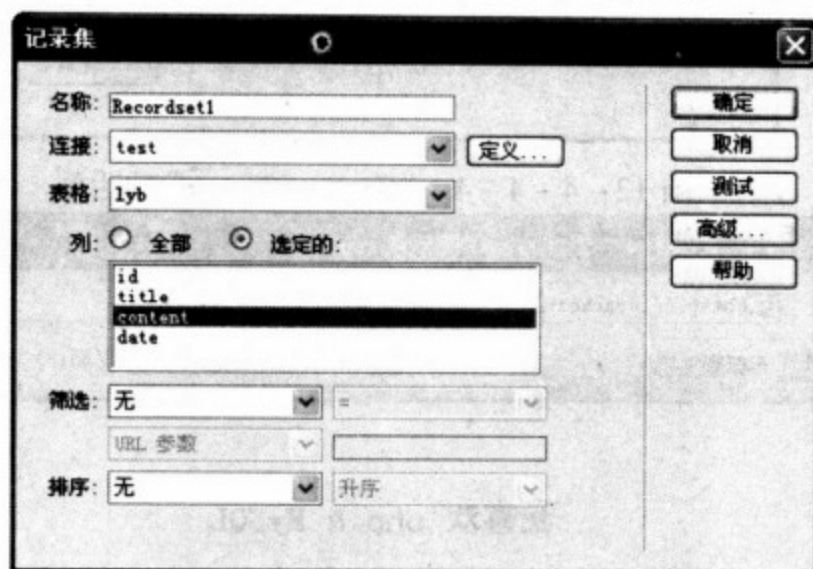 记录集
名称: Recordset1
确定
连接: test
定义...
取消
表格: lyb
测试
列: 全部 选定的:
高级...
id
title
content
date
帮助
筛选: 无 =
URL 参数
排序: 无 升序